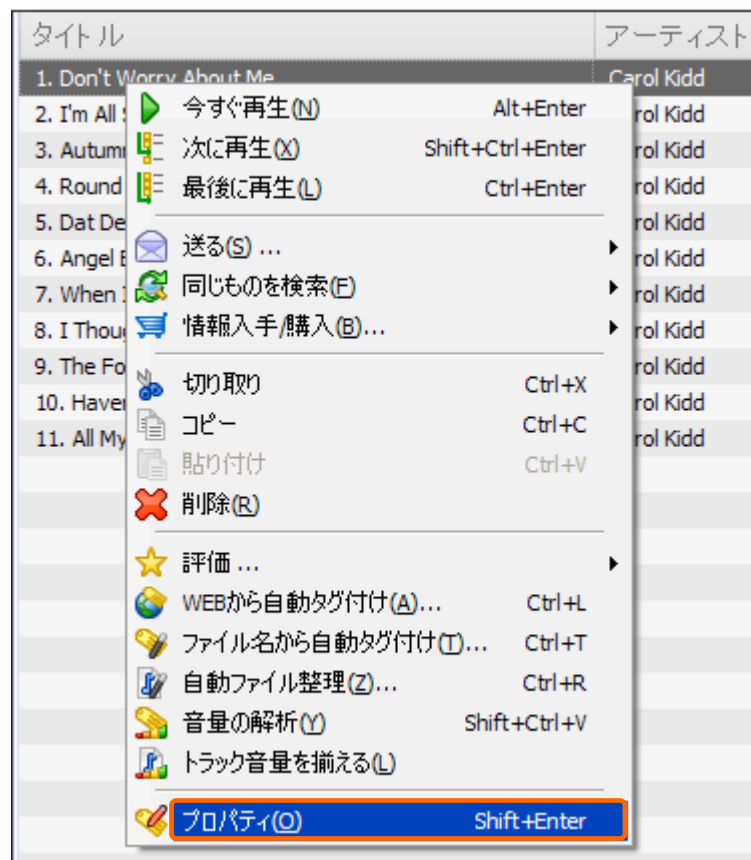 タイトル アーティスト
1. Don't Worry About Me Carol Kidd
2. I'm All rol Kidd
3. Autum rol Kidd
4. Round rol Kidd
5. Dat De rol Kidd
6. Angel rol Kidd
7. When rol Kidd
8. I Thou rol Kidd
9. The Fo rol Kidd
10. Haven rol Kidd
11. All My rol Kidd
今すぐ再生(N) Alt+Enter
次に再生(X) Shift+Ctrl+Enter
最後に再生(L) Ctrl+Enter
送る(S) ...
同じものを検索(F)
情報入手/購入(B)...
切り取り Ctrl+X
コピー Ctrl+C
貼り付け Ctrl+V
削除(R)
評価 ...
WEBから自動タグ付け(A)... Ctrl+L
ファイル名から自動タグ付け(T)... Ctrl+T
自動ファイル整理(Z)... Ctrl+R
音量の解析(Y) Shift+Ctrl+V
トラック音量を揃える(L)
プロパティ(O) Shift+Enter